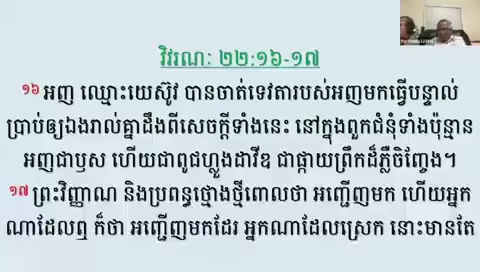 វិវរណៈ ២២:១៦-១៧
១៦ អញ ឈ្មោះយេស៊ូវ បានចាត់ទេវតារបស់អញមកធ្វើបន្ទាល់
ប្រាប់ឲ្យឯងរាល់គ្នាដឹងពីសេចក្ដីទាំងនេះ នៅក្នុងពួកជំនុំទាំងប៉ុន្មាន
អញជាឫស ហើយជាពូជហ្លួងដាវីឌ ជាផ្កាយព្រឹកដ៏ភ្លឺចិញ្ចែង។
១៧ ព្រះវិញ្ញាណ និងប្រពន្ធថ្មោងថ្មីពោលថា អញ្ជើញមក ហើយអ្នក
ណាដែលឮ ក៏ថា អញ្ជើញមកដែរ អ្នកណាដែលស្រេក នោះមានតែ